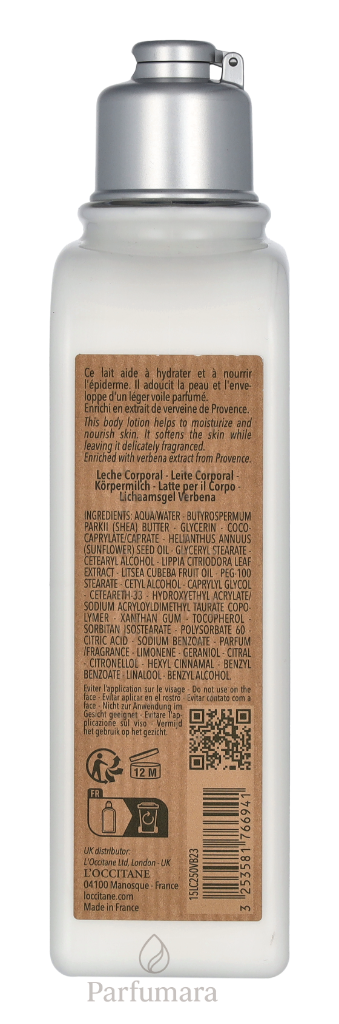 Ce lait aide à hydrater et à nourrir
l'épiderme. Il adoucit la peau et l'enve-
loppe d'un léger voile parfumé.
Enrichi en extrait de verveine de Provence.
This body lotion helps to moisturize and
nourish skin. It softens the skin while
leaving it delicately fragranced.
Enriched with verbena extract from Provence.
Leche Corporal - Leite Corporal -
Körpermilch - Latte per il Corpo -
Lichaamsgel Verbena
INGREDIENTS: AQUA/WATER - BUTYROSPERMUM
PARKII (SHEA) BUTTER - GLYCERIN - COCO-
CAPRYLATE/CAPRATE - HELIANTHUS ANNUUS
(SUNFLOWER) SEED OIL - GLYCERYL STEARATE -
CETEARYL ALCOHOL - LIPPIA CITRIODORA LEAF
EXTRACT - LITSEA CUBEBA FRUIT OIL - PEG-100
STEARATE - CETYL ALCOHOL - CAPRYLYL GLYCOL
- CETEARETH-33 - HYDROXYETHYL ACRYLATE/
SODIUM ACRYLOYLDIMETHYL TAURATE COPO-
LYMER - XANTHAN GUM - TOCOPHEROL -
SORBITAN ISOSTEARATE - POLYSORBATE 60 -
CITRIC ACID - SODIUM BENZOATE - PARFUM
/FRAGRANCE - LIMONENE - GERANIOL - CITRAL
- CITRONELLOL - HEXYL CINNAMAL - BENZYL
BENZOATE - LINALOOL - BENZYL ALCOHOL.
Eviter l'application sur le visage - Do not use on the
face - Evitar aplicar en el rostro - Evitar contato com a
face - Nicht zur Anwendung im
Gesicht geeignet - Evitare l'ap-
plicazione sul viso - Vermijd
het gebruik op het gezicht.
12 M
FR
UK distributor:
L'Occitane Ltd. London - UK
L'OCCITANE
04100 Manosque - France
loccitane.com
Made in France
15LC250VB23
3 253581 766941
Parfumara